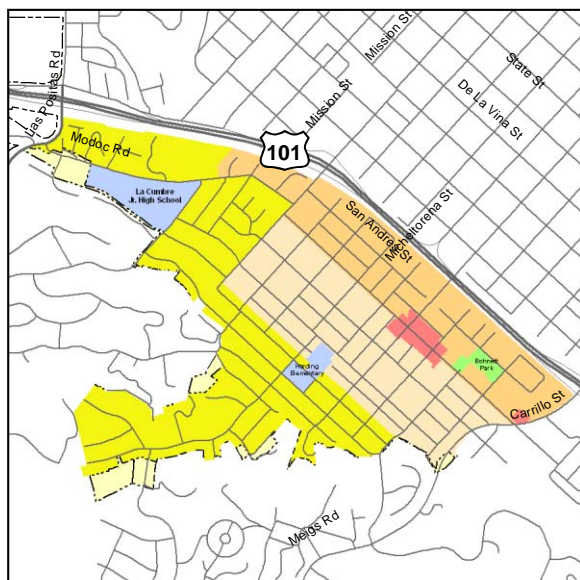 Mission St
State St
De La Vina St
Las Positas Rd
Mission St
Modoc Rd
101
La Cumbre
Jr. High School
Micheltorena St
San Andres St
Harding
Elementary
Bohnett
Park
Carrillo St
Meigs Rd